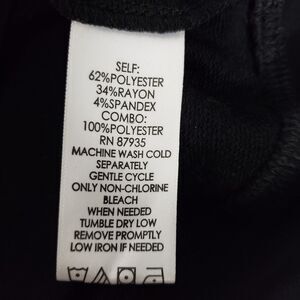 SELF:
62%POLYESTER
34%RAYON
4%SPANDEX
COMBO:
100%POLYESTER
RN 87935
MACHINE WASH COLD
SEPARATELY
GENTLE CYCLE
ONLY NON-CHLORINE
BLEACH
WHEN NEEDED
TUMBLE DRY LOW
REMOVE PROMPTLY
LOW IRON IF NEEDED